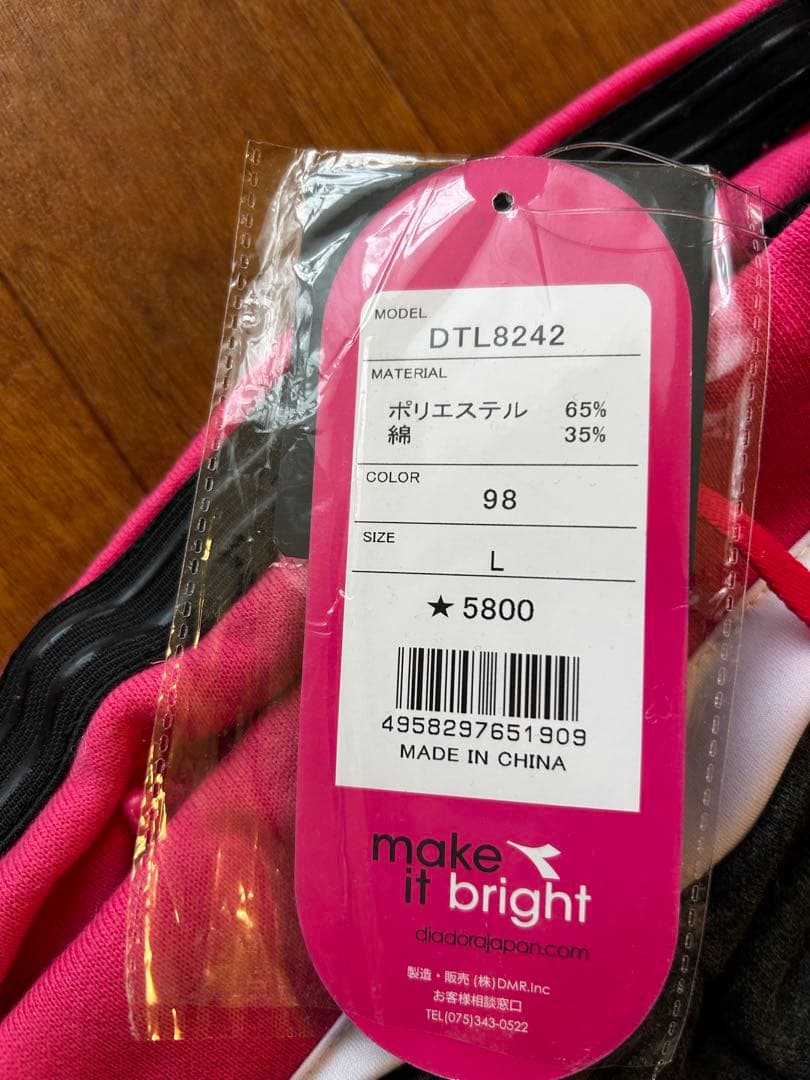 MODEL
DTL8242
MATERIAL
ポリエステル 65%
綿 35%
COLOR
98
SIZE
L
★5800
4958297651909
MADE IN CHINA
make
it bright
diadorajapan.com
製造・販売 (株)DMR.Inc
お客様相談窓口
TEL(075)343-0522